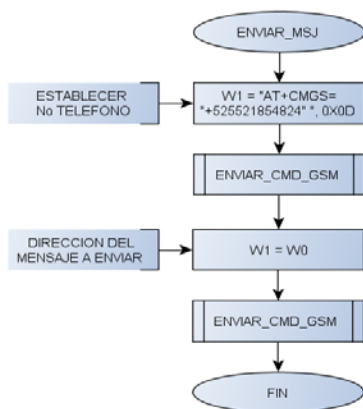 ENVIAR_MSJ
ESTABLECER
No TELEFONO
W1 = "AT+CMGS=
"+525521854824" ", 0X0D
ENVIAR_CMD_GSM
DIRECCION DEL
MENSAJE A ENVIAR
W1 = W0
ENVIAR_CMD_GSM
FIN